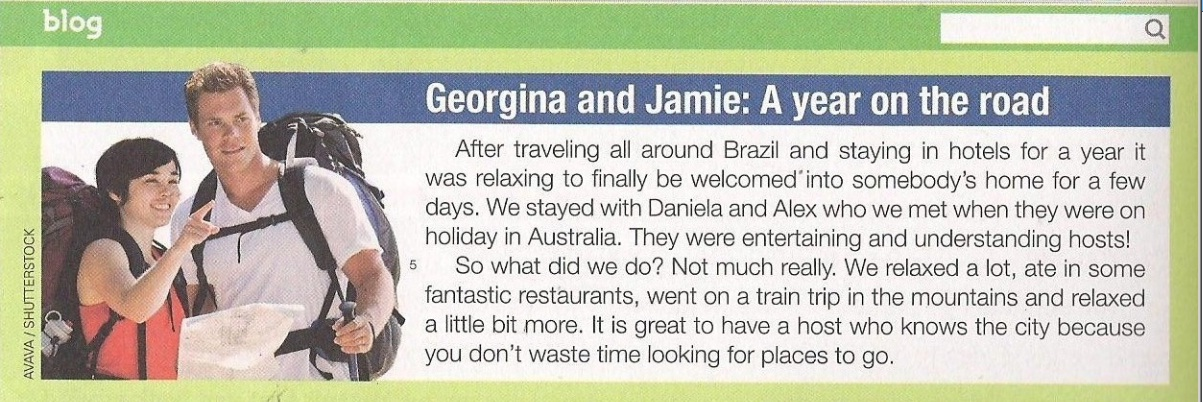 blog
Georgina and Jamie: A year on the road
After traveling all around Brazil and staying in hotels for a year it
was relaxing to finally be welcomed into somebody's home for a few
days. We stayed with Daniela and Alex who we met when they were on
holiday in Australia. They were entertaining and understanding hosts!
5 So what did we do? Not much really. We relaxed a lot, ate in some
fantastic restaurants, went on a train trip in the mountains and relaxed
a little bit more. It is great to have a host who knows the city because
you don't waste time looking for places to go.
AVAVA / SHUTTERSTOCK